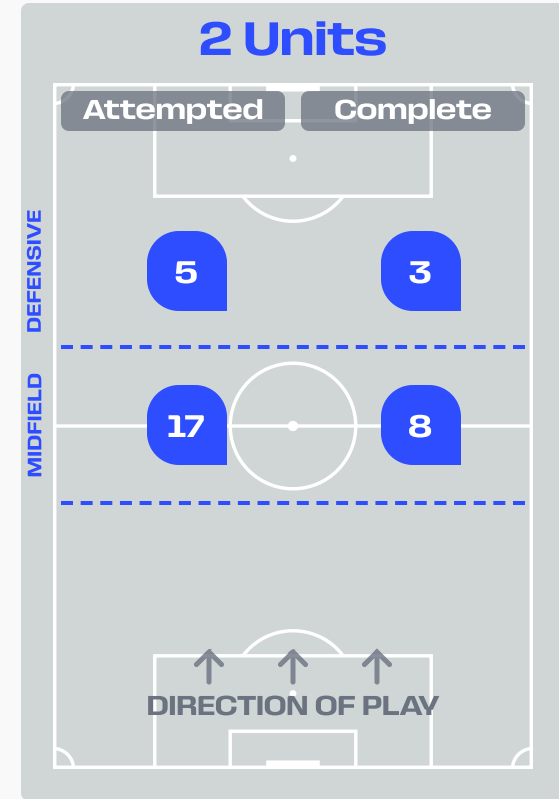 2 Units
Attempted Complete
DEFENSIVE
5 3
MIDFIELD
17 8
DIRECTION OF PLAY